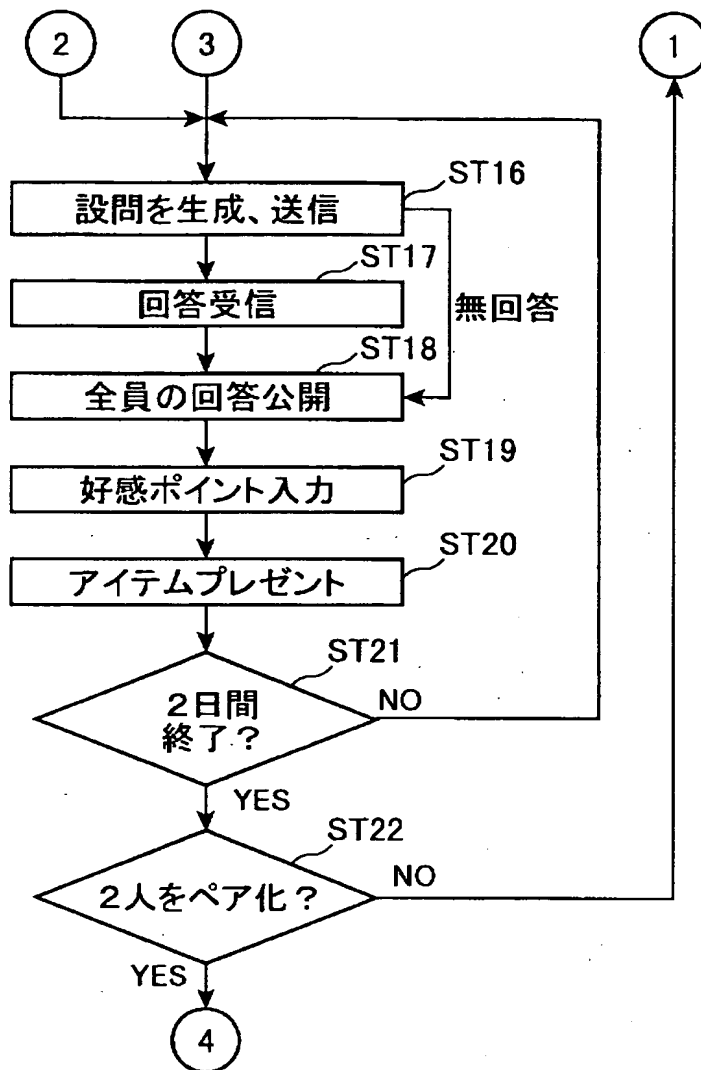 2
3
1
ST16
設問を生成、送信
ST17
回答受信
無回答
ST18
全員の回答公開
ST19
好感ポイント入力
ST20
アイテムプレゼント
ST21
2日間
終了？
NO
YES
ST22
2人をペア化？
NO
YES
4